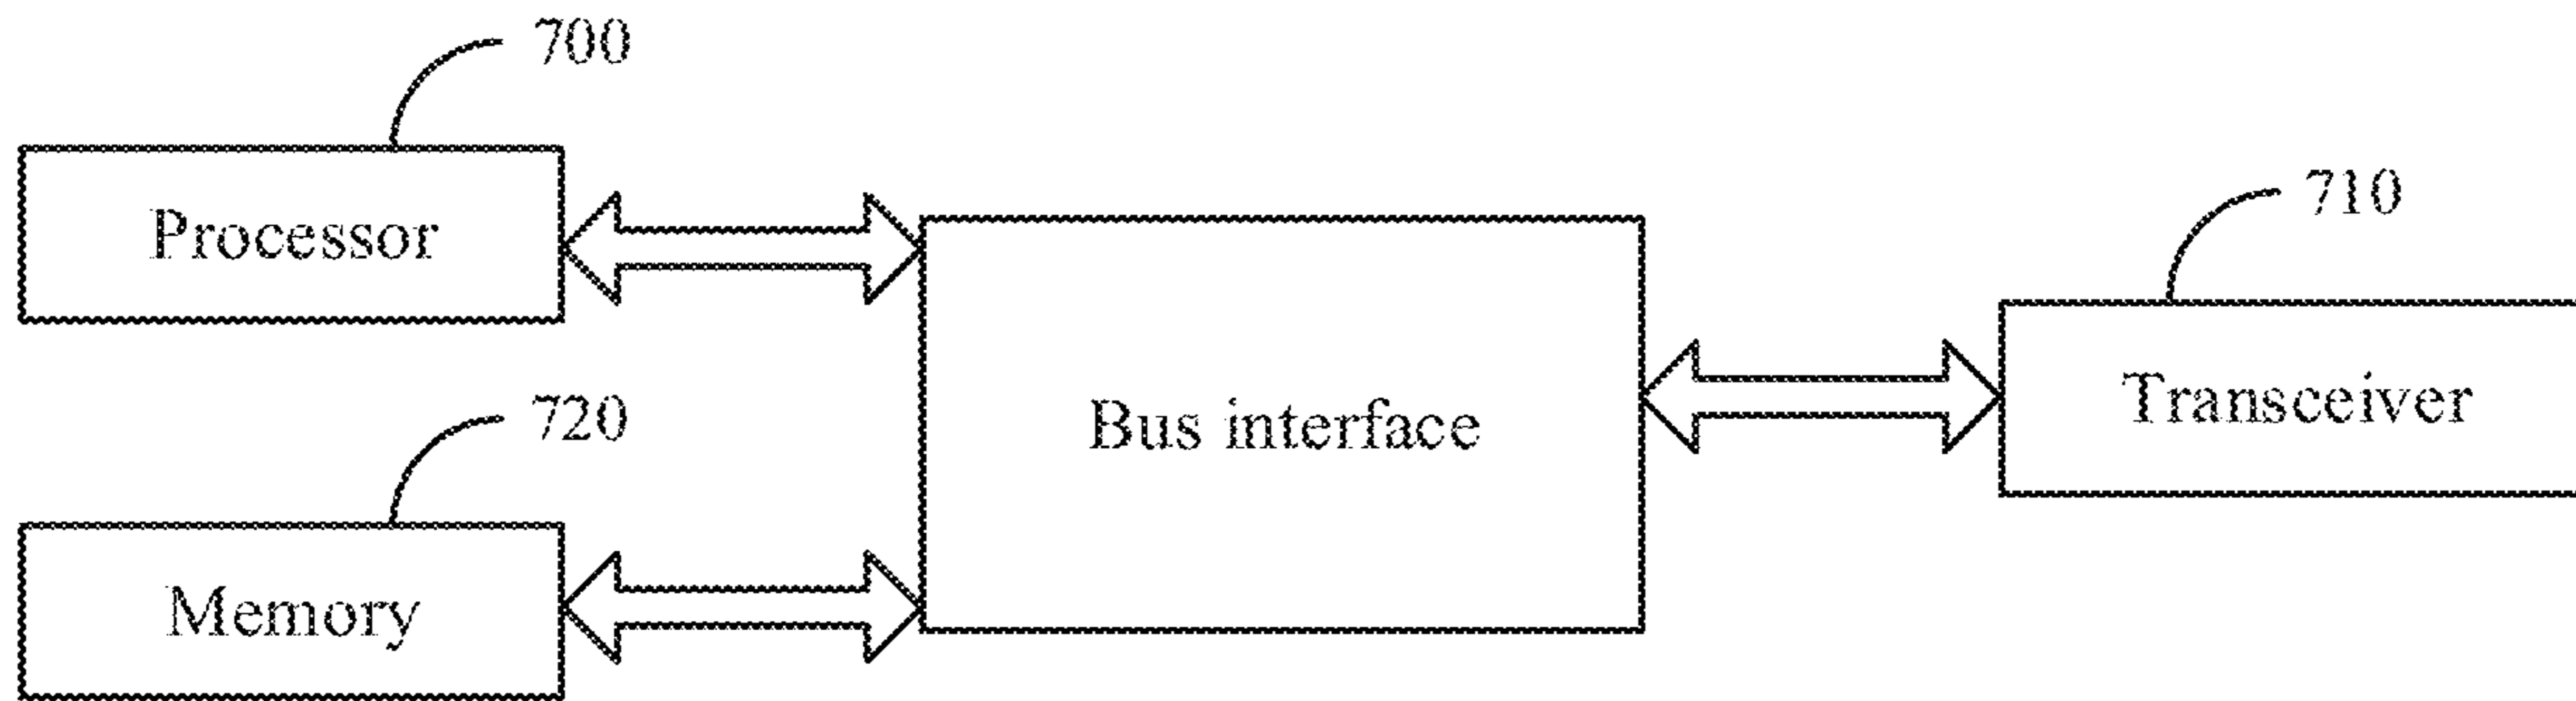 700
Processor
710
Bus interface
Transceiver
720
Memory